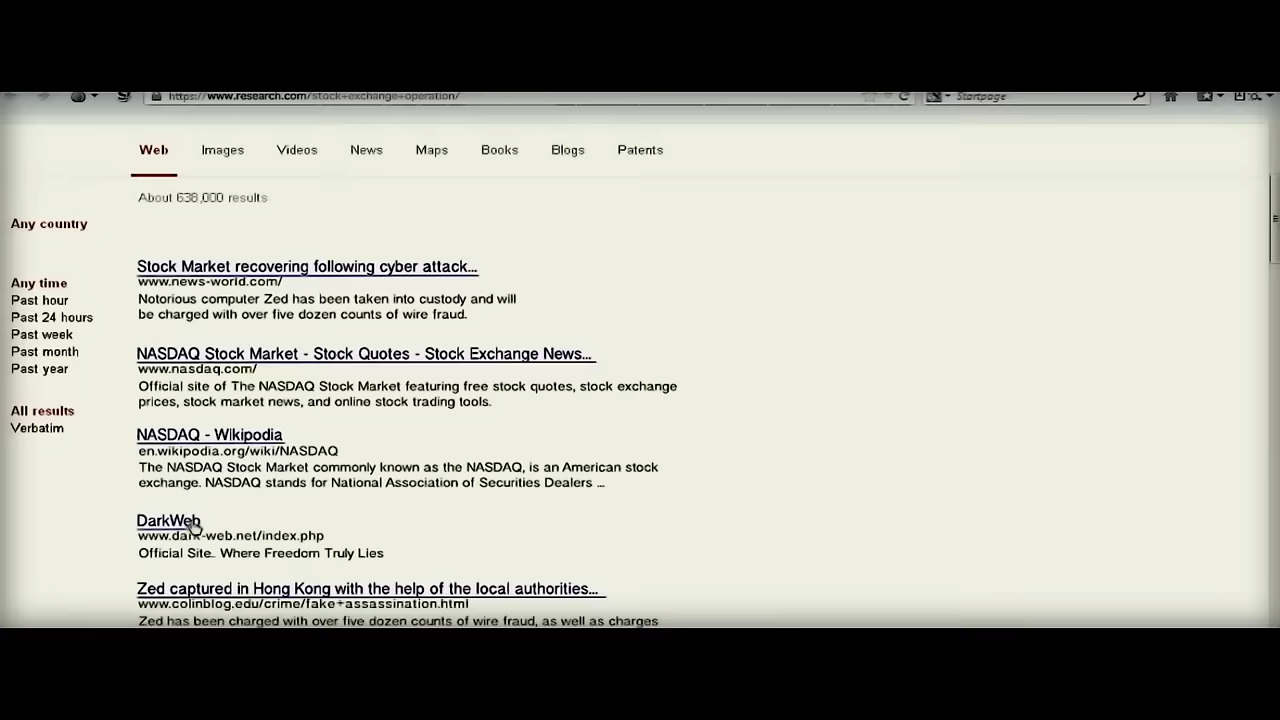 https://www.research.com/stock+exchange+operation/
Startpage
Web Images Videos News Maps Books Blogs Patents
About 638,000 results
Any country
Any time
Past hour
Past 24 hours
Past week
Past month
Past year
All results
Verbatim
Stock Market recovering following cyber attack...
www.news-world.com/
Notorious computer Zed has been taken into custody and will
be charged with over five dozen counts of wire fraud.
NASDAQ Stock Market - Stock Quotes - Stock Exchange News...
www.nasdaq.com/
Official site of The NASDAQ Stock Market featuring free stock quotes, stock exchange
prices, stock market news, and online stock trading tools.
NASDAQ - Wikipodia
en.wikipodia.org/wiki/NASDAQ
The NASDAQ Stock Market commonly known as the NASDAQ, is an American stock
exchange. NASDAQ stands for National Association of Securities Dealers ...
DarkWeb
www.dark-web.net/index.php
Official Site.. Where Freedom Truly Lies
Zed captured in Hong Kong with the help of the local authorities...
www.colinblog.edu/crime/fake+assassination.html
Zed has been charged with over five dozen counts of wire fraud, as well as charges